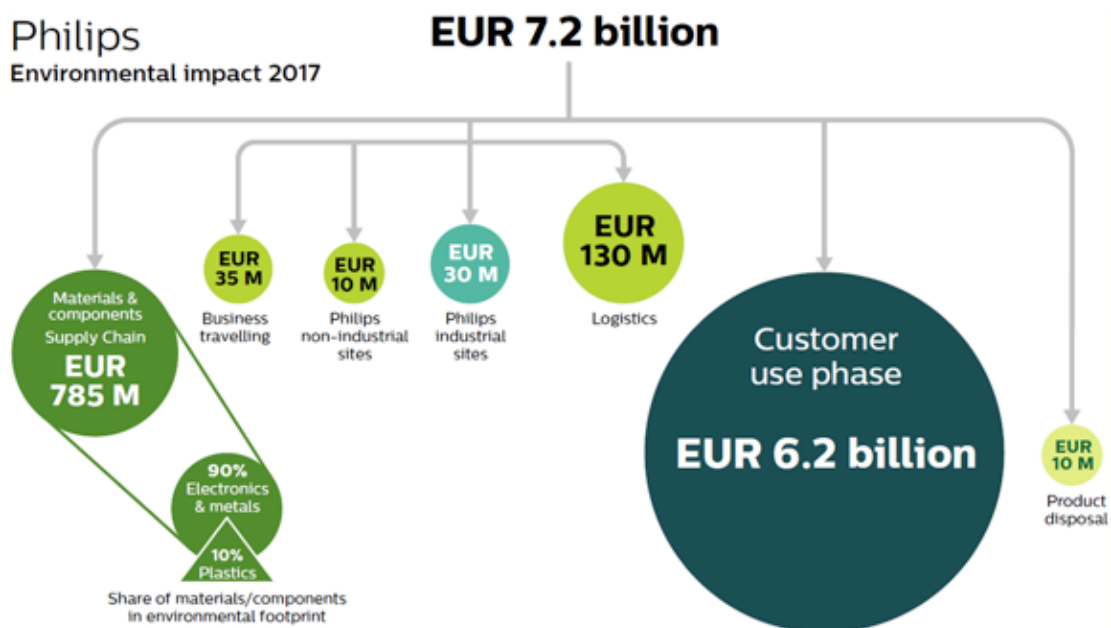 Philips
Environmental impact 2017
EUR 7.2 billion
Materials &
components
Supply Chain
EUR
785 M
90%
Electronics
& metals
10%
Plastics
Share of materials/components
in environmental footprint
EUR
35 M
Business
travelling
EUR
10 M
Philips
non-industrial
sites
EUR
30 M
Philips
industrial
sites
EUR
130 M
Logistics
Customer
use phase
EUR 6.2 billion
EUR
10 M
Product
disposal